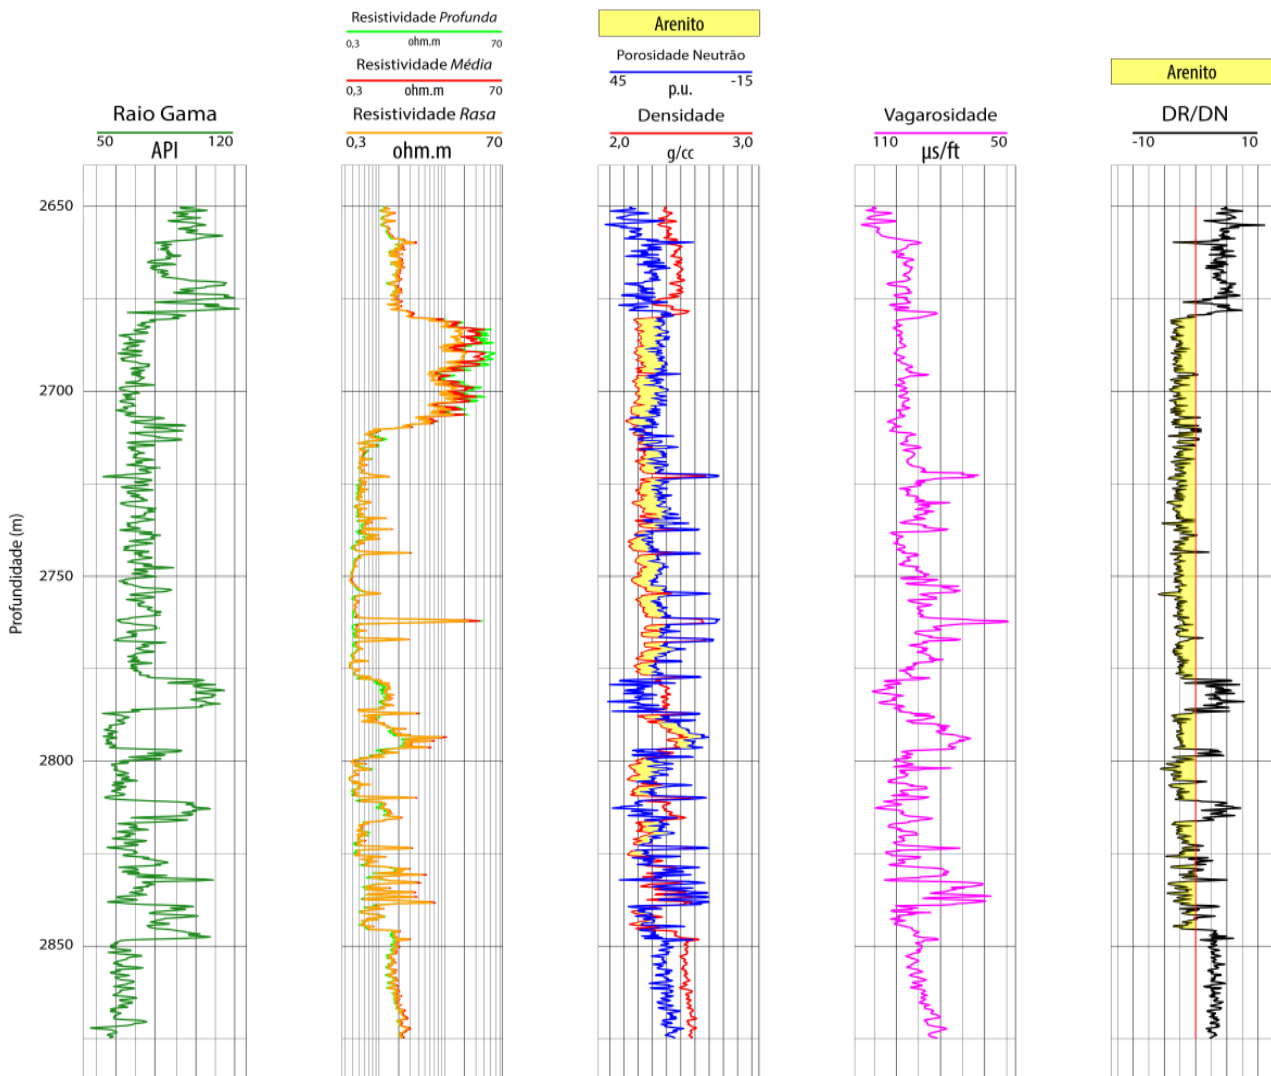 Resistividade Profunda
0,3 ohm.m 70
Resistividade Média
0,3 ohm.m 70
Resistividade Rasa
0,3 ohm.m 70
Arenito
Porosidade Neutrão
45 p.u. -15
Densidade
2,0 g/cc 3,0
Raio Gama
50 API 120
Vagarosidade
110 µs/ft 50
Arenito
DR/DN
-10 10
Profundidade (m)
2650
2700
2750
2800
2850